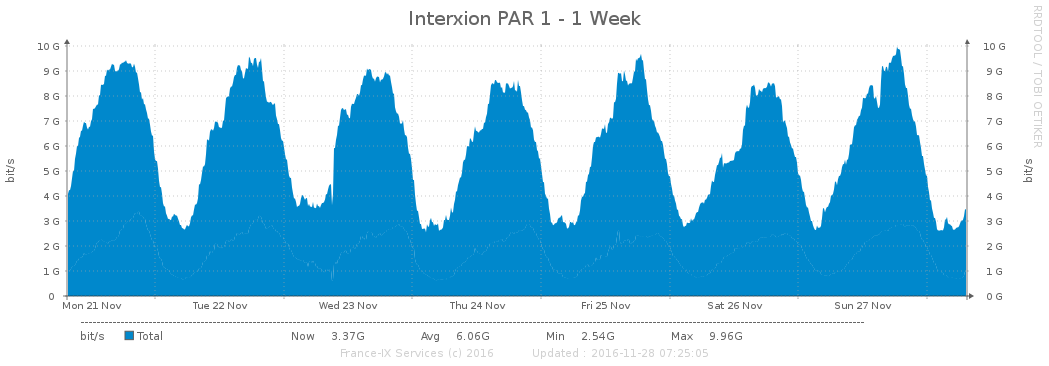 Interxion PAR 1 - 1 Week
RRDTOOL / TOBI OETIKER
bit/s
10 G
9 G
8 G
7 G
6 G
5 G
4 G
3 G
2 G
1 G
0
10 G
9 G
8 G
7 G
6 G
5 G
4 G
3 G
2 G
1 G
0 G
bit/s
Mon 21 Nov Tue 22 Nov Wed 23 Nov Thu 24 Nov Fri 25 Nov Sat 26 Nov Sun 27 Nov
bit/s Total Now 3.37G Avg 6.06G Min 2.54G Max 9.96G
France-IX Services (c) 2016 Updated : 2016-11-28 07:25:05